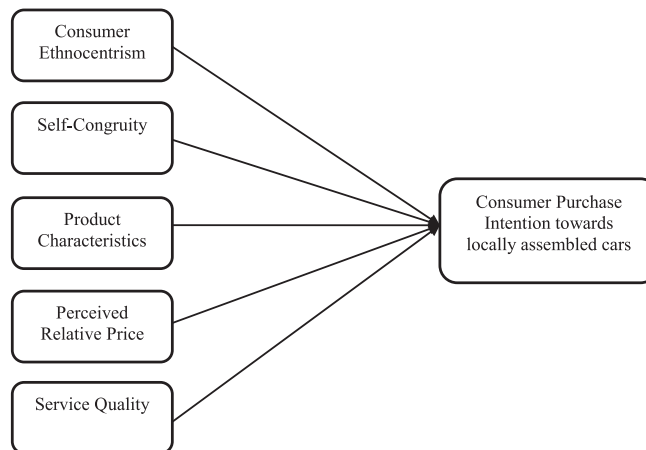 Consumer
Ethnocentrism
Self-Congruity
Product
Characteristics
Perceived
Relative Price
Service Quality
Consumer Purchase
Intention towards
locally assembled cars